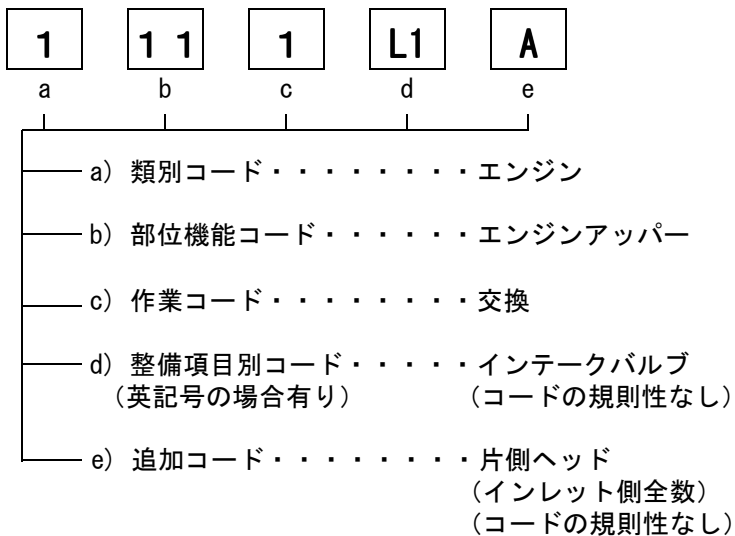 1 11 1 L1 A
a b c d e
a) 類別コード・・・・・・・・エンジン
b) 部位機能コード・・・・・・エンジンアッパー
c) 作業コード・・・・・・・・交換
d) 整備項目別コード・・・・・インテークバルブ
（英記号の場合有り） （コードの規則性なし）
e) 追加コード・・・・・・・・片側ヘッド
（インレット側全数）
（コードの規則性なし）